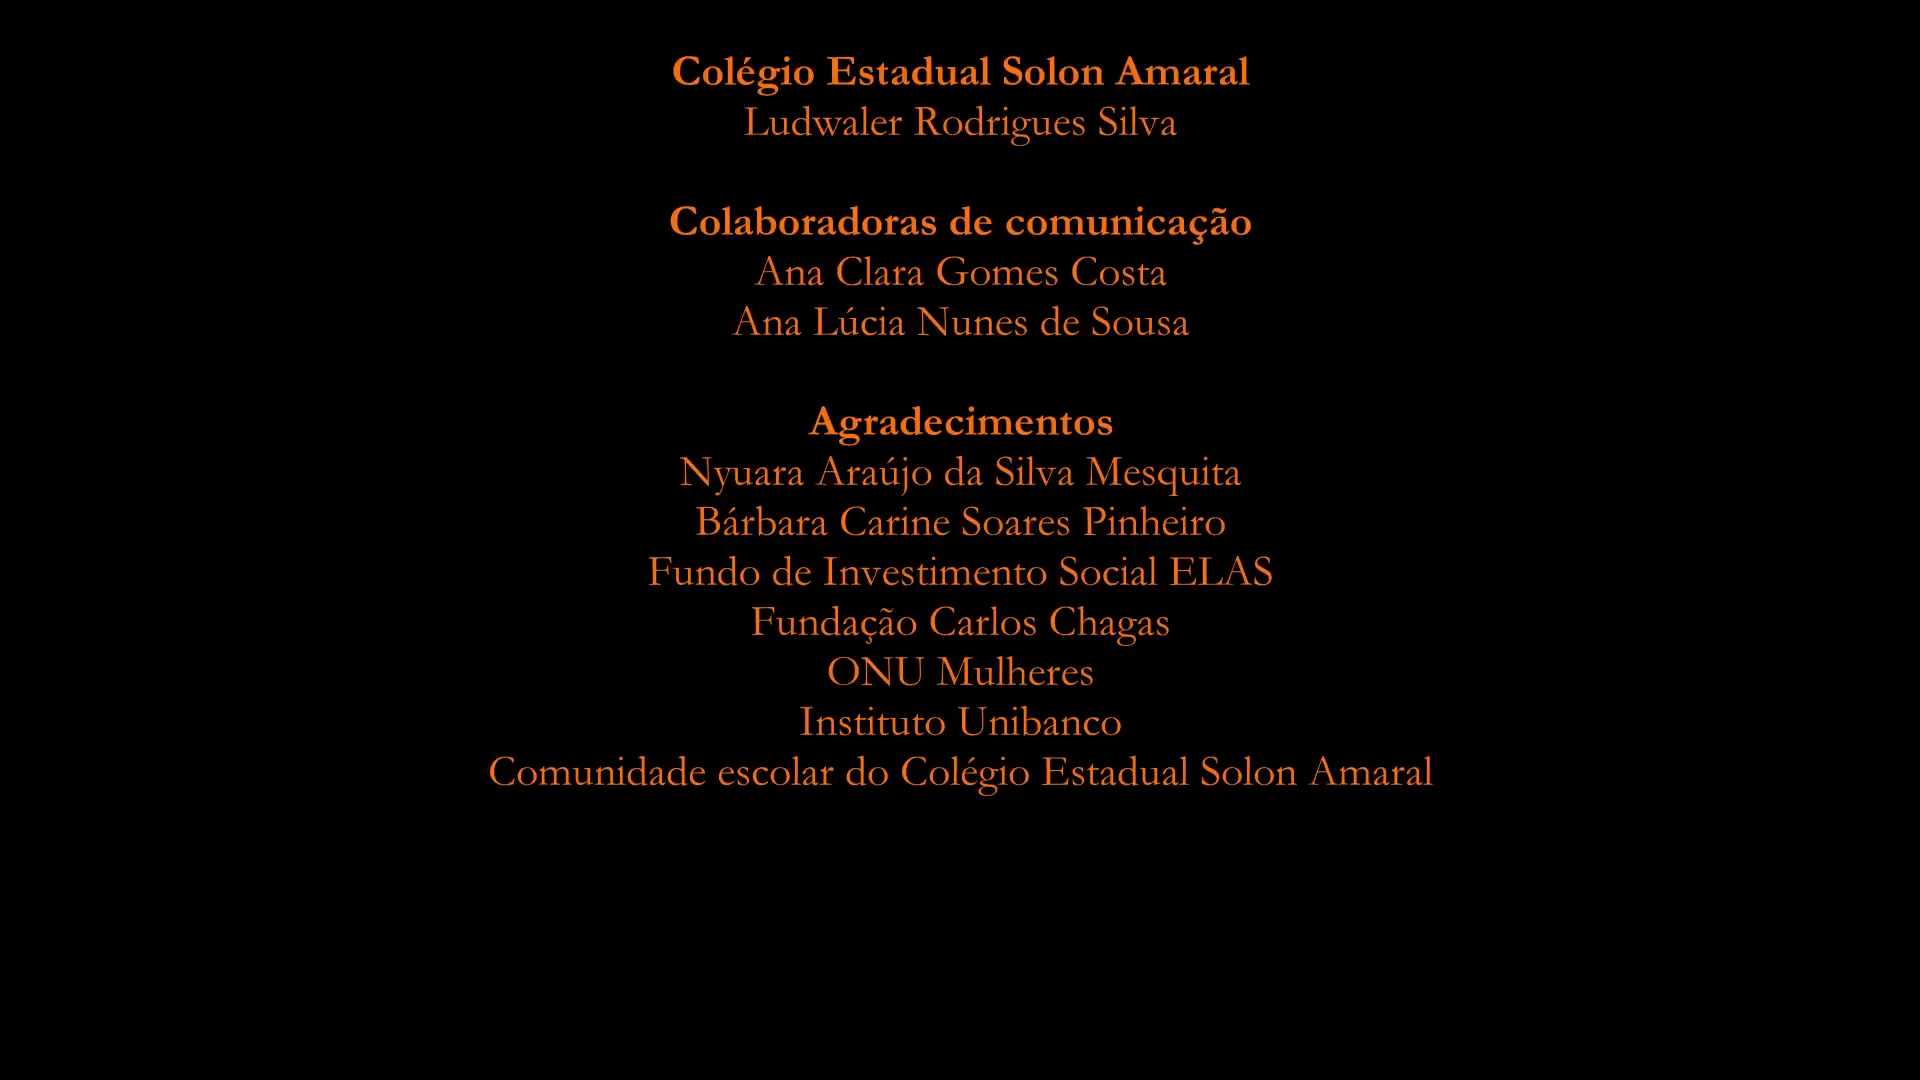 Colégio Estadual Solon Amaral
Ludwaler Rodrigues Silva
Colaboradoras de comunicação
Ana Clara Gomes Costa
Ana Lúcia Nunes de Sousa
Agradecimentos
Nyuara Araújo da Silva Mesquita
Bárbara Carine Soares Pinheiro
Fundo de Investimento Social ELAS
Fundação Carlos Chagas
ONU Mulheres
Instituto Unibanco
Comunidade escolar do Colégio Estadual Solon Amaral